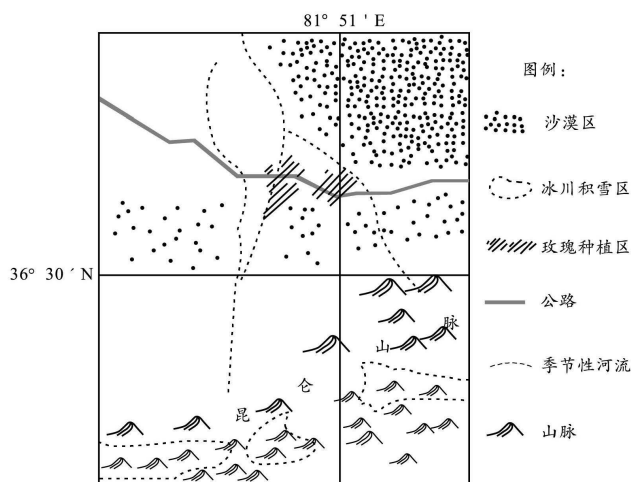 81° 51′E
图例：
沙漠区
冰川积雪区
玫瑰种植区
36° 30′N
公路
脉
山
季节性河流
仑
昆
山脉